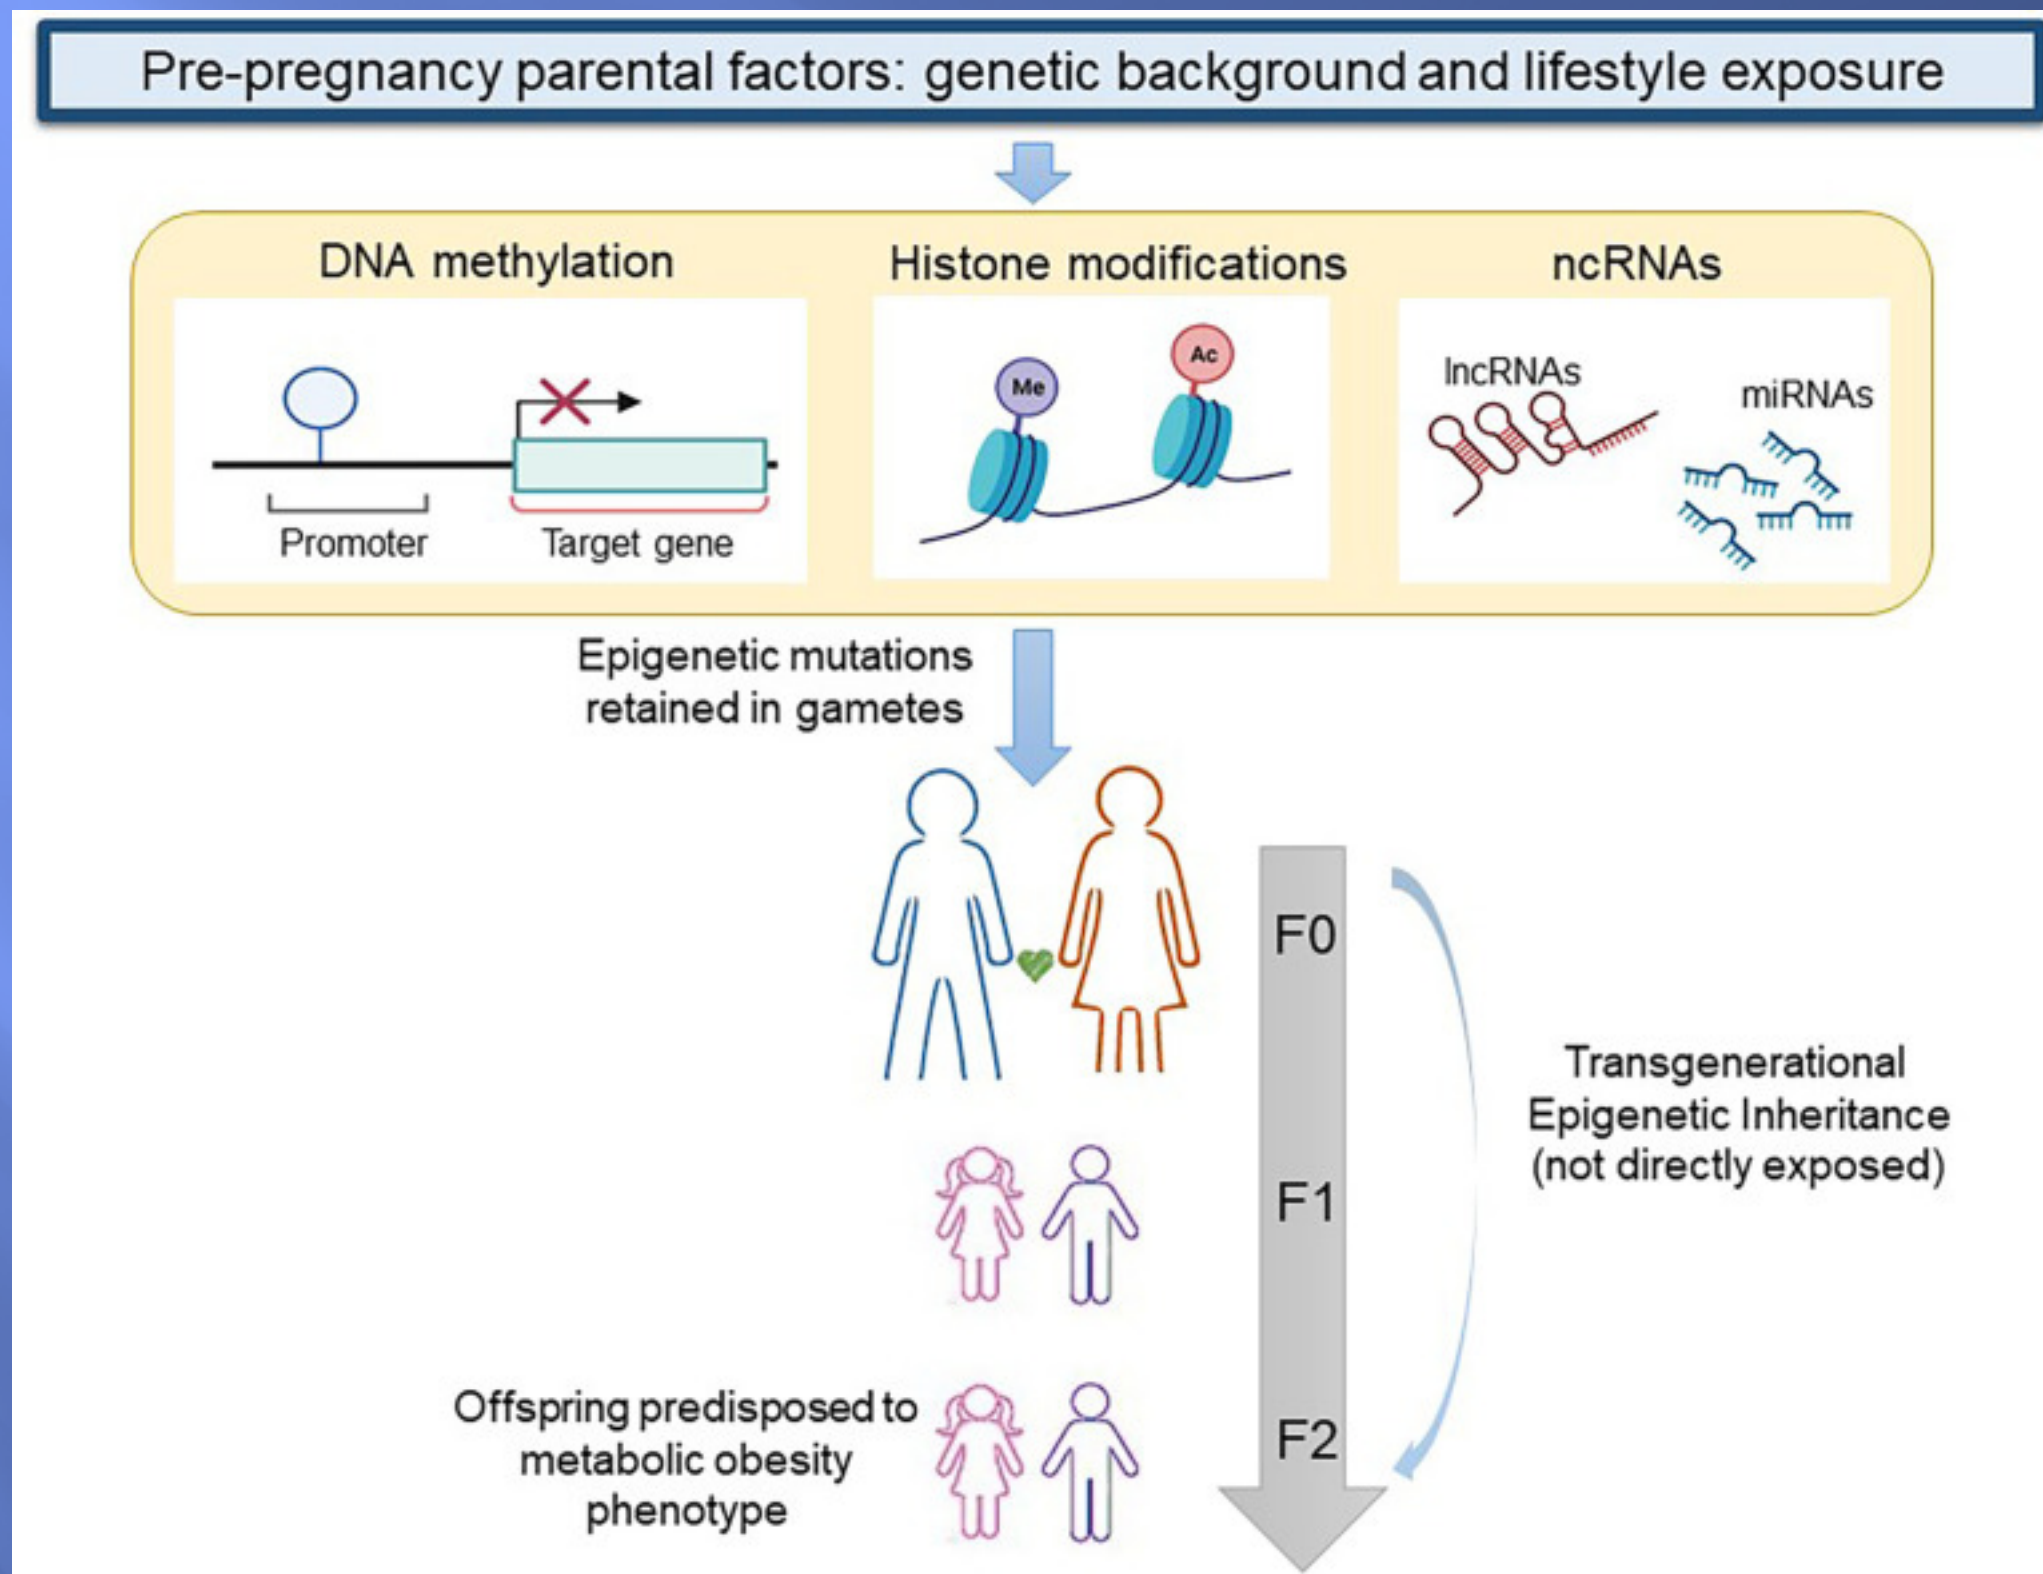 Pre-pregnancy parental factors: genetic background and lifestyle exposure
DNA methylation
Histone modifications
ncRNAs
Promoter
Target gene
Me
Ac
lncRNAs
miRNAs
Epigenetic mutations
retained in gametes
F0
F1
F2
Transgenerational
Epigenetic Inheritance
(not directly exposed)
Offspring predisposed to
metabolic obesity
phenotype